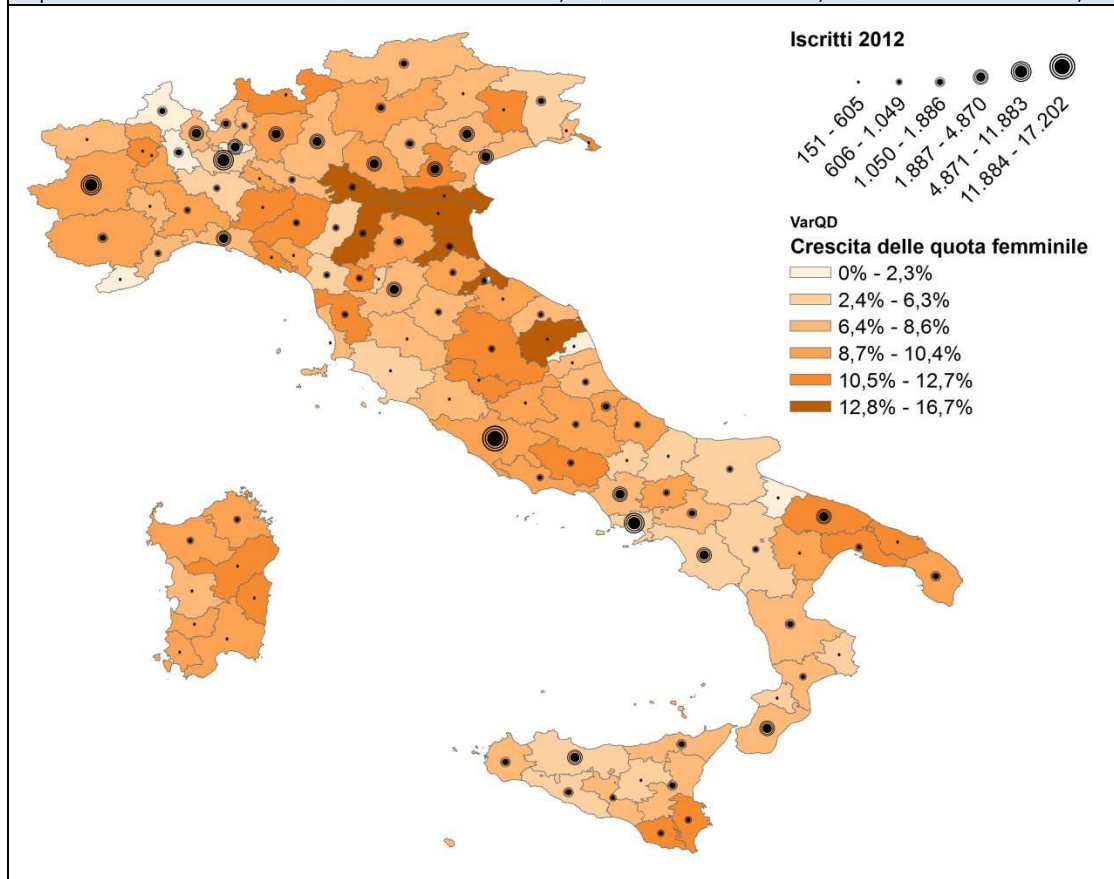 Iscritti 2012
151 - 605
606 - 1.049
1.050 - 1.886
1.887 - 4.870
4.871 - 11.883
11.884 - 17.202
VarQD
Crescita delle quota femminile
0% - 2,3%
2,4% - 6,3%
6,4% - 8,6%
8,7% - 10,4%
10,5% - 12,7%
12,8% - 16,7%